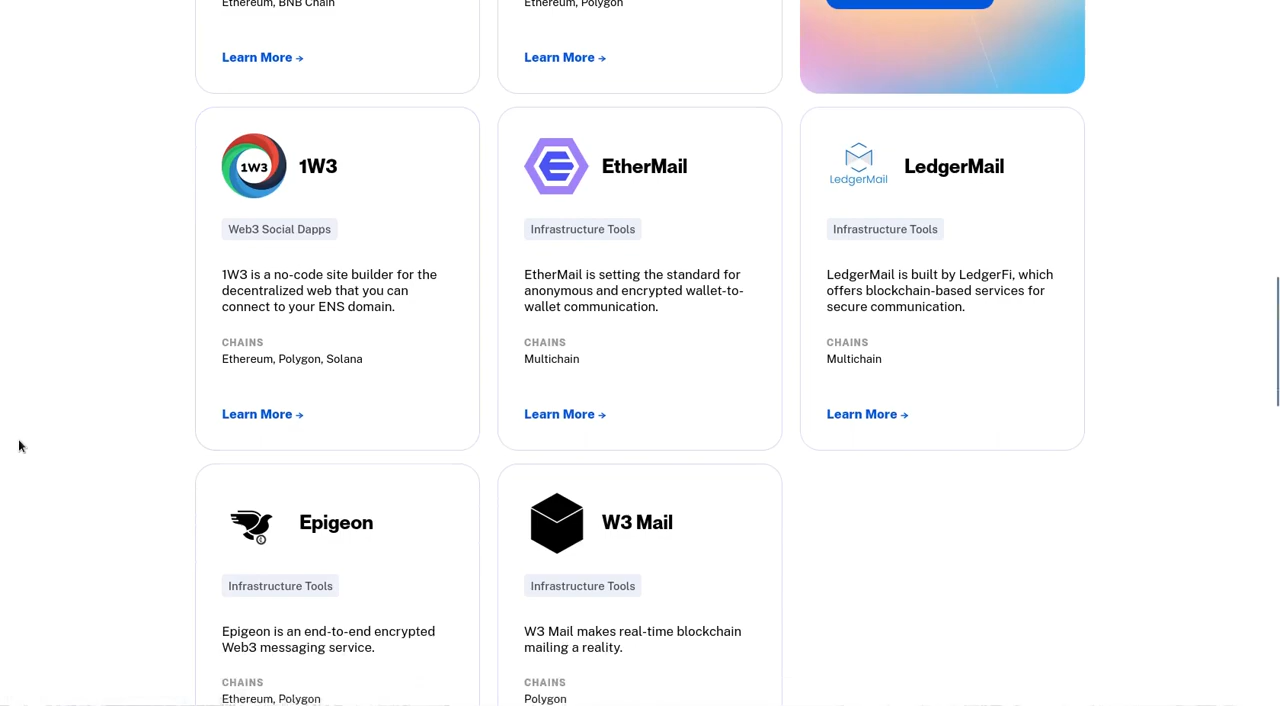 Ethereum, BNB Chain
Ethereum, Polygon
Learn More →
Learn More →
1W3
1W3
EtherMail
LedgerMail
LedgerMail
Web3 Social Dapps
Infrastructure Tools
Infrastructure Tools
1W3 is a no-code site builder for the
decentralized web that you can
connect to your ENS domain.
EtherMail is setting the standard for
anonymous and encrypted wallet-to-
wallet communication.
LedgerMail is built by LedgerFi, which
offers blockchain-based services for
secure communication.
CHAINS
Ethereum, Polygon, Solana
CHAINS
Multichain
CHAINS
Multichain
Learn More →
Learn More →
Learn More →
Epigeon
W3 Mail
Infrastructure Tools
Infrastructure Tools
Epigeon is an end-to-end encrypted
Web3 messaging service.
W3 Mail makes real-time blockchain
mailing a reality.
CHAINS
Ethereum, Polygon
CHAINS
Polygon